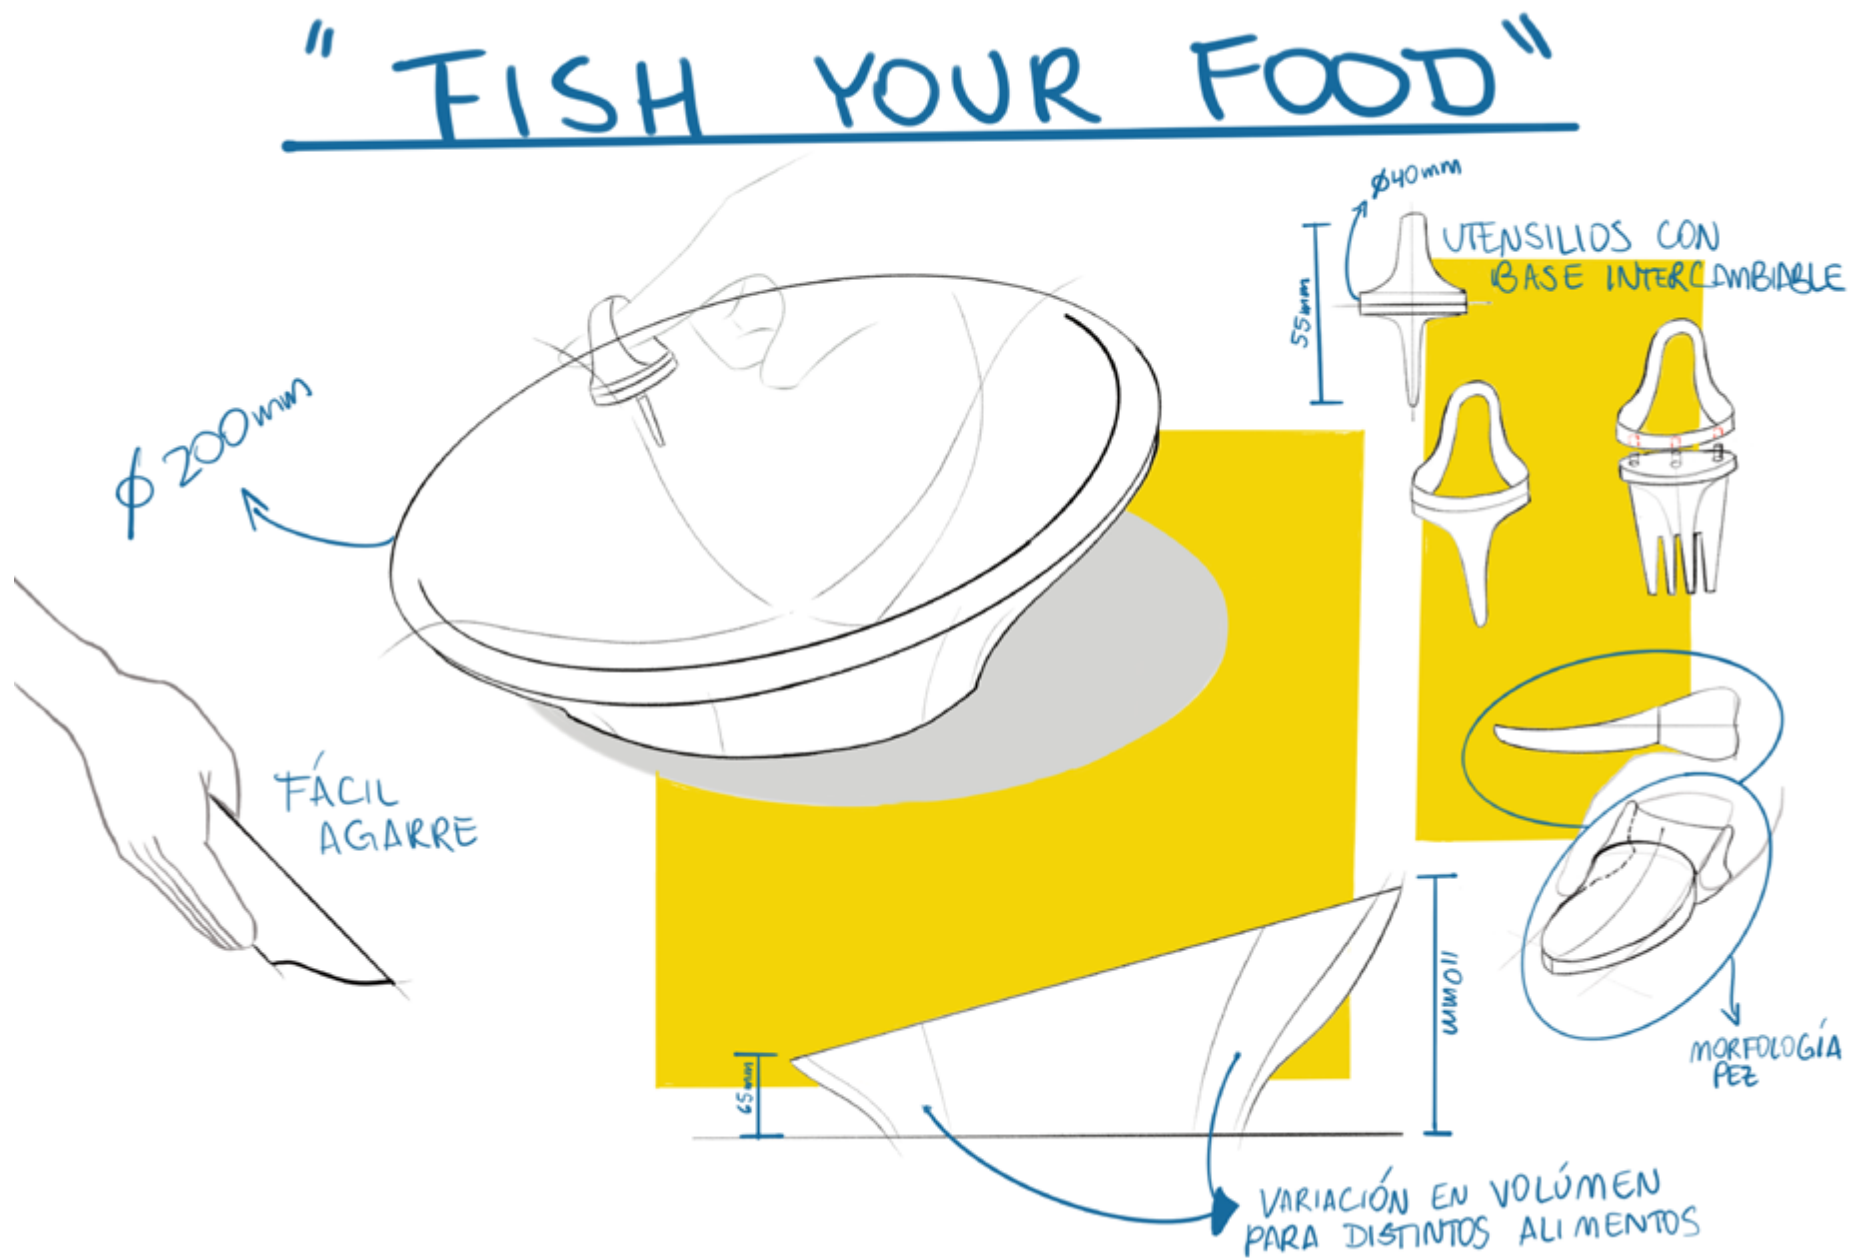 "FISH YOUR FOOD"
Ø40mm
UTENSILIOS CON
BASE INTERCAMBIABLE
55mm
Ø200mm
FÁCIL
AGARRE
110mm
65mm
MORFOLOGÍA
PEZ
VARIACIÓN EN VOLÚMEN
PARA DISTINTOS ALIMENTOS